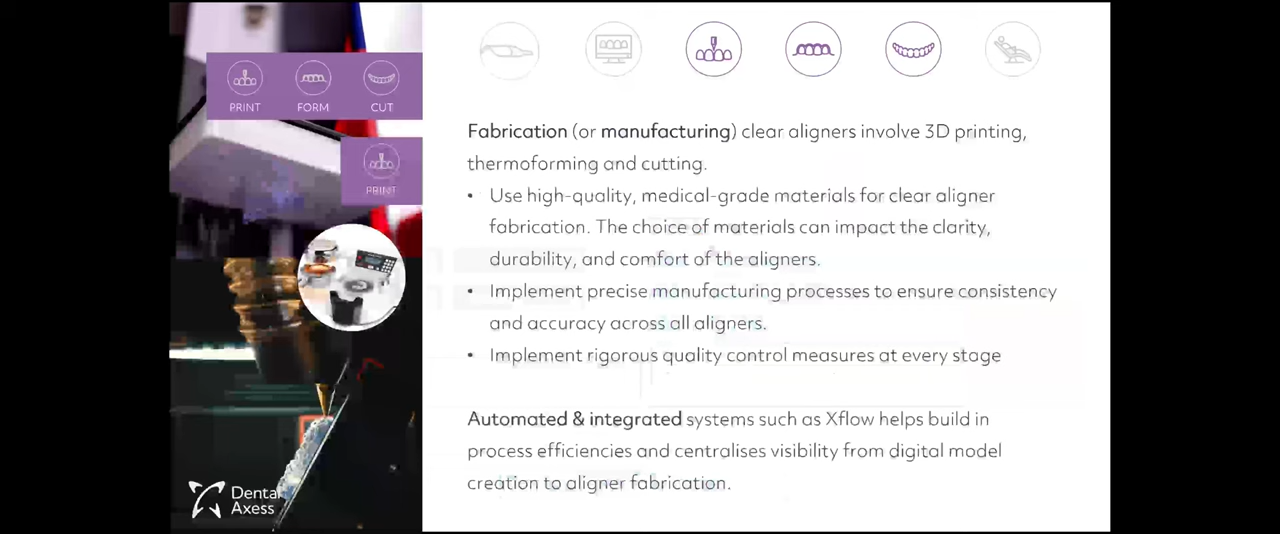 PRINT FORM CUT
PRINT
Fabrication (or manufacturing) clear aligners involve 3D printing,
thermoforming and cutting.
• Use high-quality, medical-grade materials for clear aligner
fabrication. The choice of materials can impact the clarity,
durability, and comfort of the aligners.
• Implement precise manufacturing processes to ensure consistency
and accuracy across all aligners.
• Implement rigorous quality control measures at every stage
Automated & integrated systems such as Xflow helps build in
process efficiencies and centralises visibility from digital model
creation to aligner fabrication.
Dental
Axess